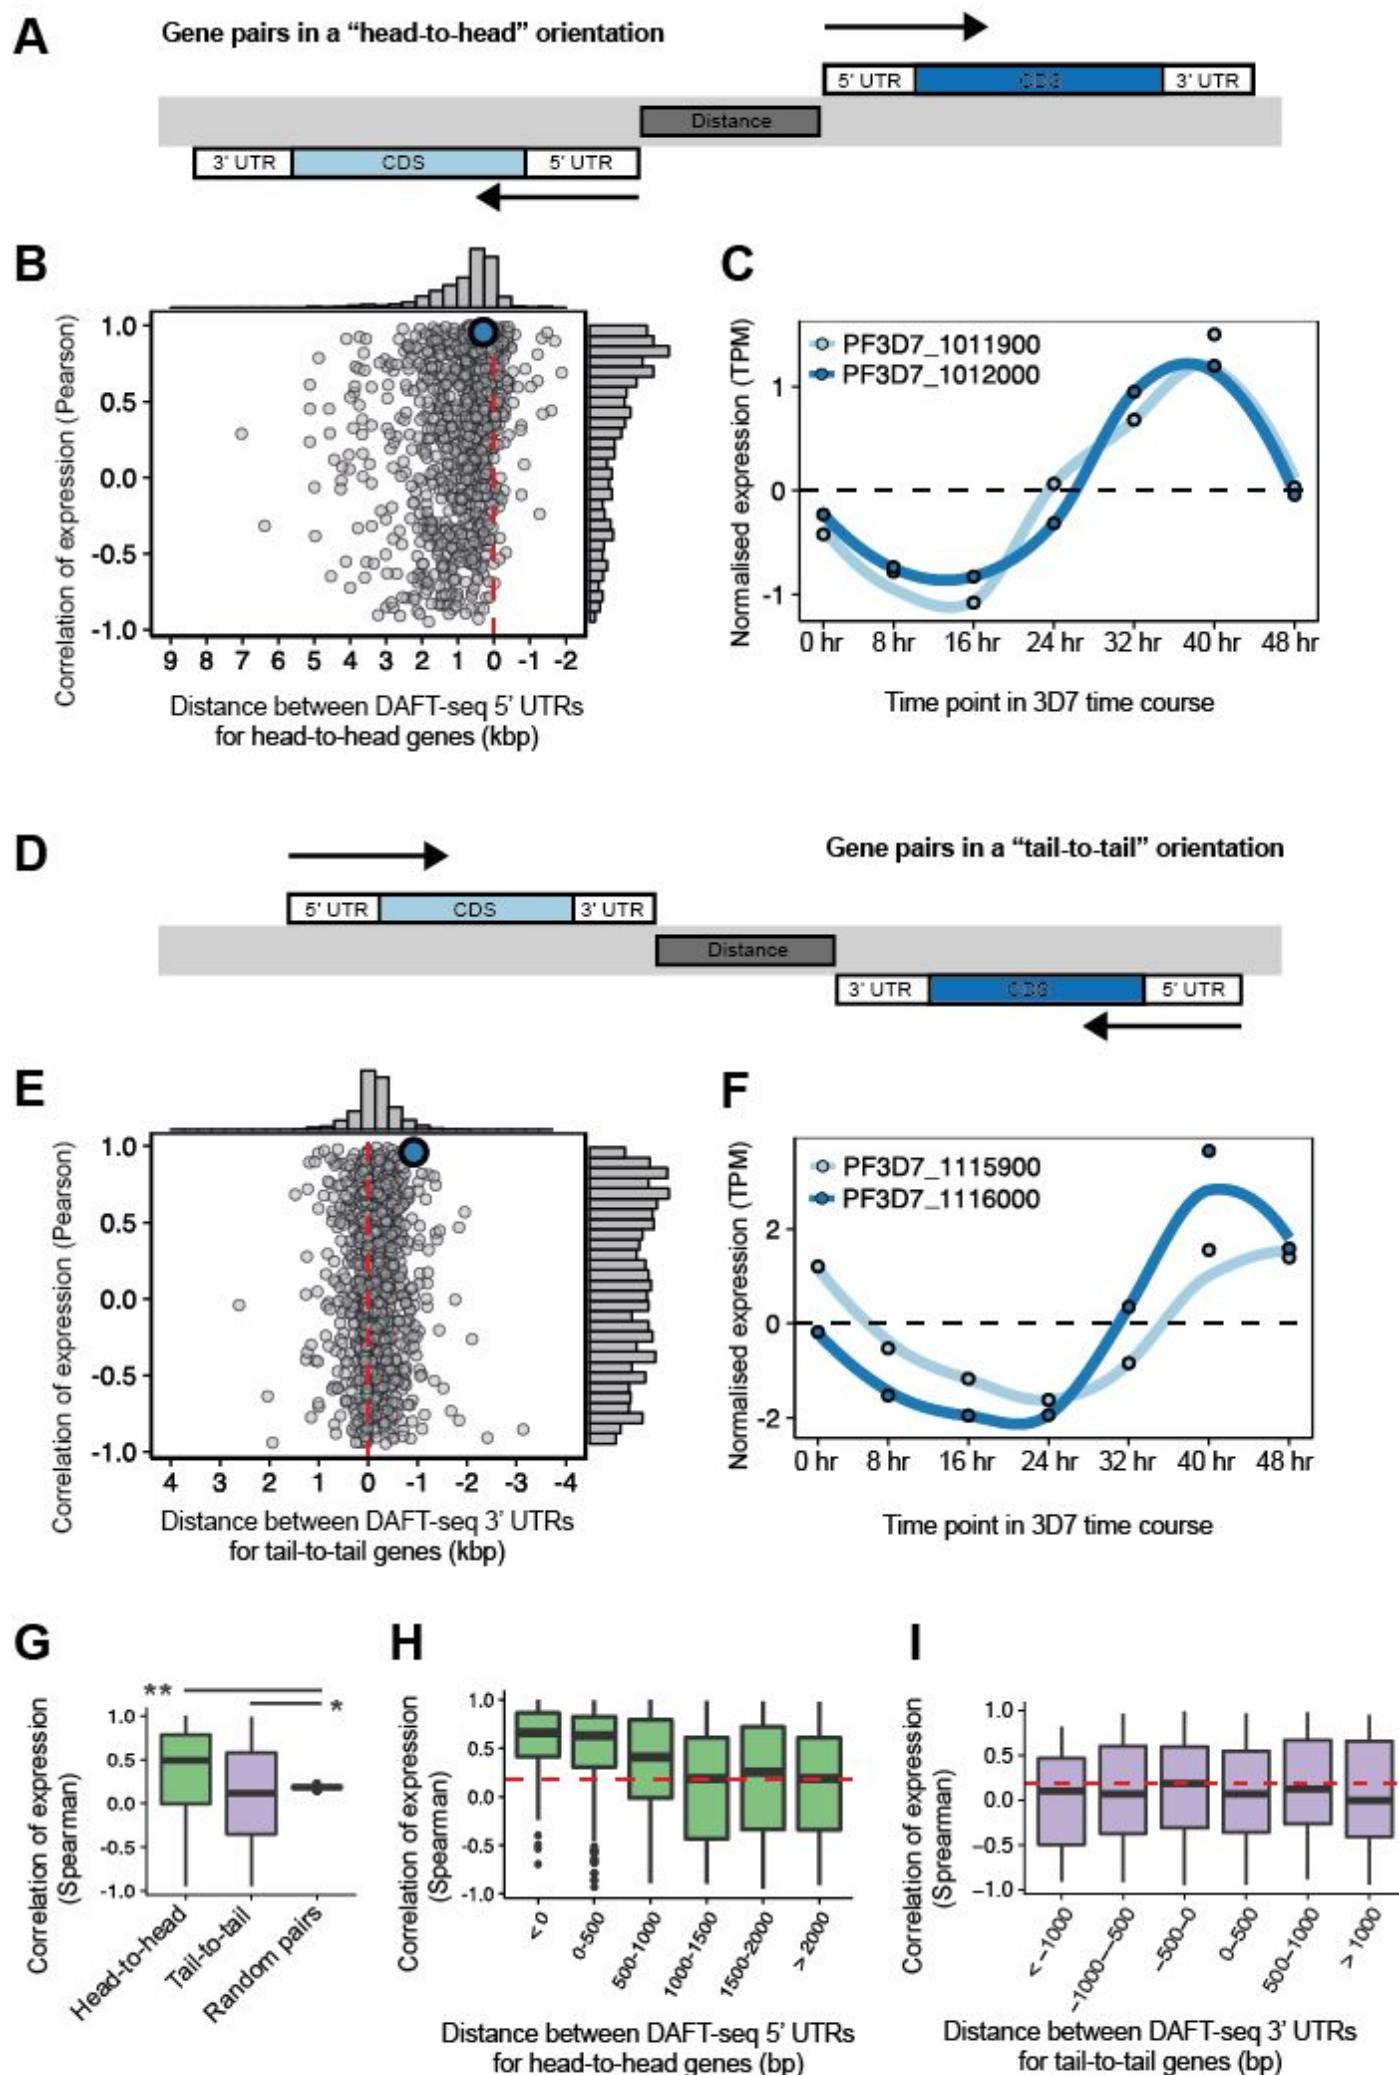 A
Gene pairs in a “head-to-head” orientation
5' UTR CDS 3' UTR
Distance
3' UTR CDS 5' UTR
B
Correlation of expression (Pearson)
1.0
0.5
0.0
-0.5
-1.0
9 8 7 6 5 4 3 2 1 0 -1 -2
Distance between DAFT-seq 5’ UTRs
for head-to-head genes (kbp)
C
Normalised expression (TPM)
PF3D7_1011900
PF3D7_1012000
1
0
-1
0 hr 8 hr 16 hr 24 hr 32 hr 40 hr 48 hr
Time point in 3D7 time course
D
Gene pairs in a “tail-to-tail” orientation
5' UTR CDS 3' UTR
Distance
3' UTR CDS 5' UTR
E
Correlation of expression (Pearson)
1.0
0.5
0.0
-0.5
-1.0
4 3 2 1 0 -1 -2 -3 -4
Distance between DAFT-seq 3’ UTRs
for tail-to-tail genes (kbp)
F
Normalised expression (TPM)
PF3D7_1115900
PF3D7_1116000
2
0
-2
0 hr 8 hr 16 hr 24 hr 32 hr 40 hr 48 hr
Time point in 3D7 time course
G
Correlation of expression
(Spearman)
** *
1.0
0.5
0.0
-0.5
-1.0
Head-to-head
Tail-to-tail
Random pairs
H
Correlation of expression
(Spearman)
1.0
0.5
0.0
-0.5
-1.0
< 0
0-500
500-1000
1000-1500
1500-2000
> 2000
Distance between DAFT-seq 5’ UTRs
for head-to-head genes (bp)
I
Correlation of expression
(Sprearman)
1.0
0.5
0.0
−0.5
−1.0
< −1000
−1000−−500
−500−0
0−500
500−1000
> 1000
Distance between DAFT-seq 3’ UTRs
for tail-to-tail genes (bp)